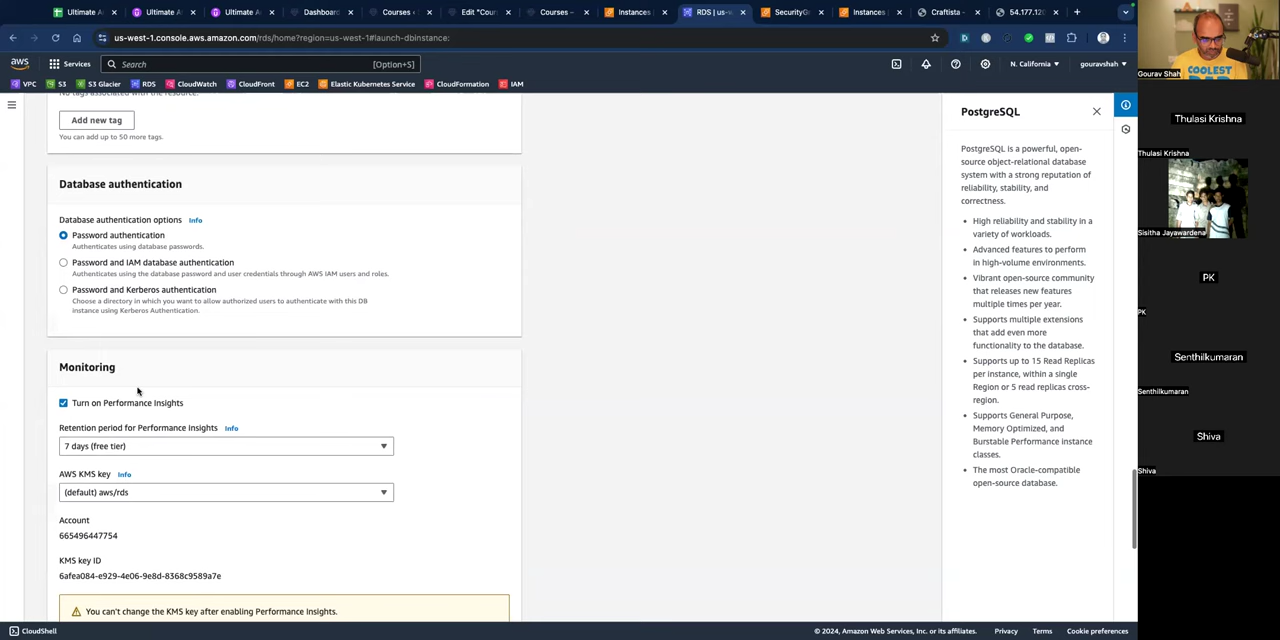 Ultimate A
Ultimate A
Ultimate A
Dashboar
Courses
Edit "Cour
Courses –
Instances
RDS | us-w
SecurityG
Instances
Craftista –
54.177.12
us-west-1.console.aws.amazon.com/rds/home?region=us-west-1#launch-dbinstance:
aws
Services
Search
[Option+S]
N. California
gouravshah
VPC
S3
S3 Glacier
RDS
CloudWatch
CloudFront
EC2
Elastic Kubernetes Service
CloudFormation
IAM
No tags associated with the resource.
Add new tag
You can add up to 50 more tags.
Database authentication
Database authentication options Info
Password authentication
Authenticates using database passwords.
Password and IAM database authentication
Authenticates using the database password and user credentials through AWS IAM users and roles.
Password and Kerberos authentication
Choose a directory in which you want to allow authorized users to authenticate with this DB
instance using Kerberos Authentication.
Monitoring
Turn on Performance Insights
Retention period for Performance Insights Info
7 days (free tier)
AWS KMS key Info
(default) aws/rds
Account
665496447754
KMS key ID
6afea084-e929-4e06-9e8d-8368c9589a7e
You can't change the KMS key after enabling Performance Insights.
PostgreSQL
PostgreSQL is a powerful, open-
source object-relational database
system with a strong reputation of
reliability, stability, and
correctness.
High reliability and stability in a
variety of workloads.
Advanced features to perform
in high-volume environments.
Vibrant open-source community
that releases new features
multiple times per year.
Supports multiple extensions
that add even more
functionality to the database.
Supports up to 15 Read Replicas
per instance, within a single
Region or 5 read replicas cross-
region.
Supports General Purpose,
Memory Optimized, and
Burstable Performance instance
classes.
The most Oracle-compatible
open-source database.
CloudShell
© 2024, Amazon Web Services, Inc. or its affiliates.
Privacy
Terms
Cookie preferences
COOLEST
Gourav Shah
Thulasi Krishna
Thulasi Krishna
Sisitha Jayawardena
PK
PK
Senthilkumaran
Senthilkumaran
Shiva
Shiva